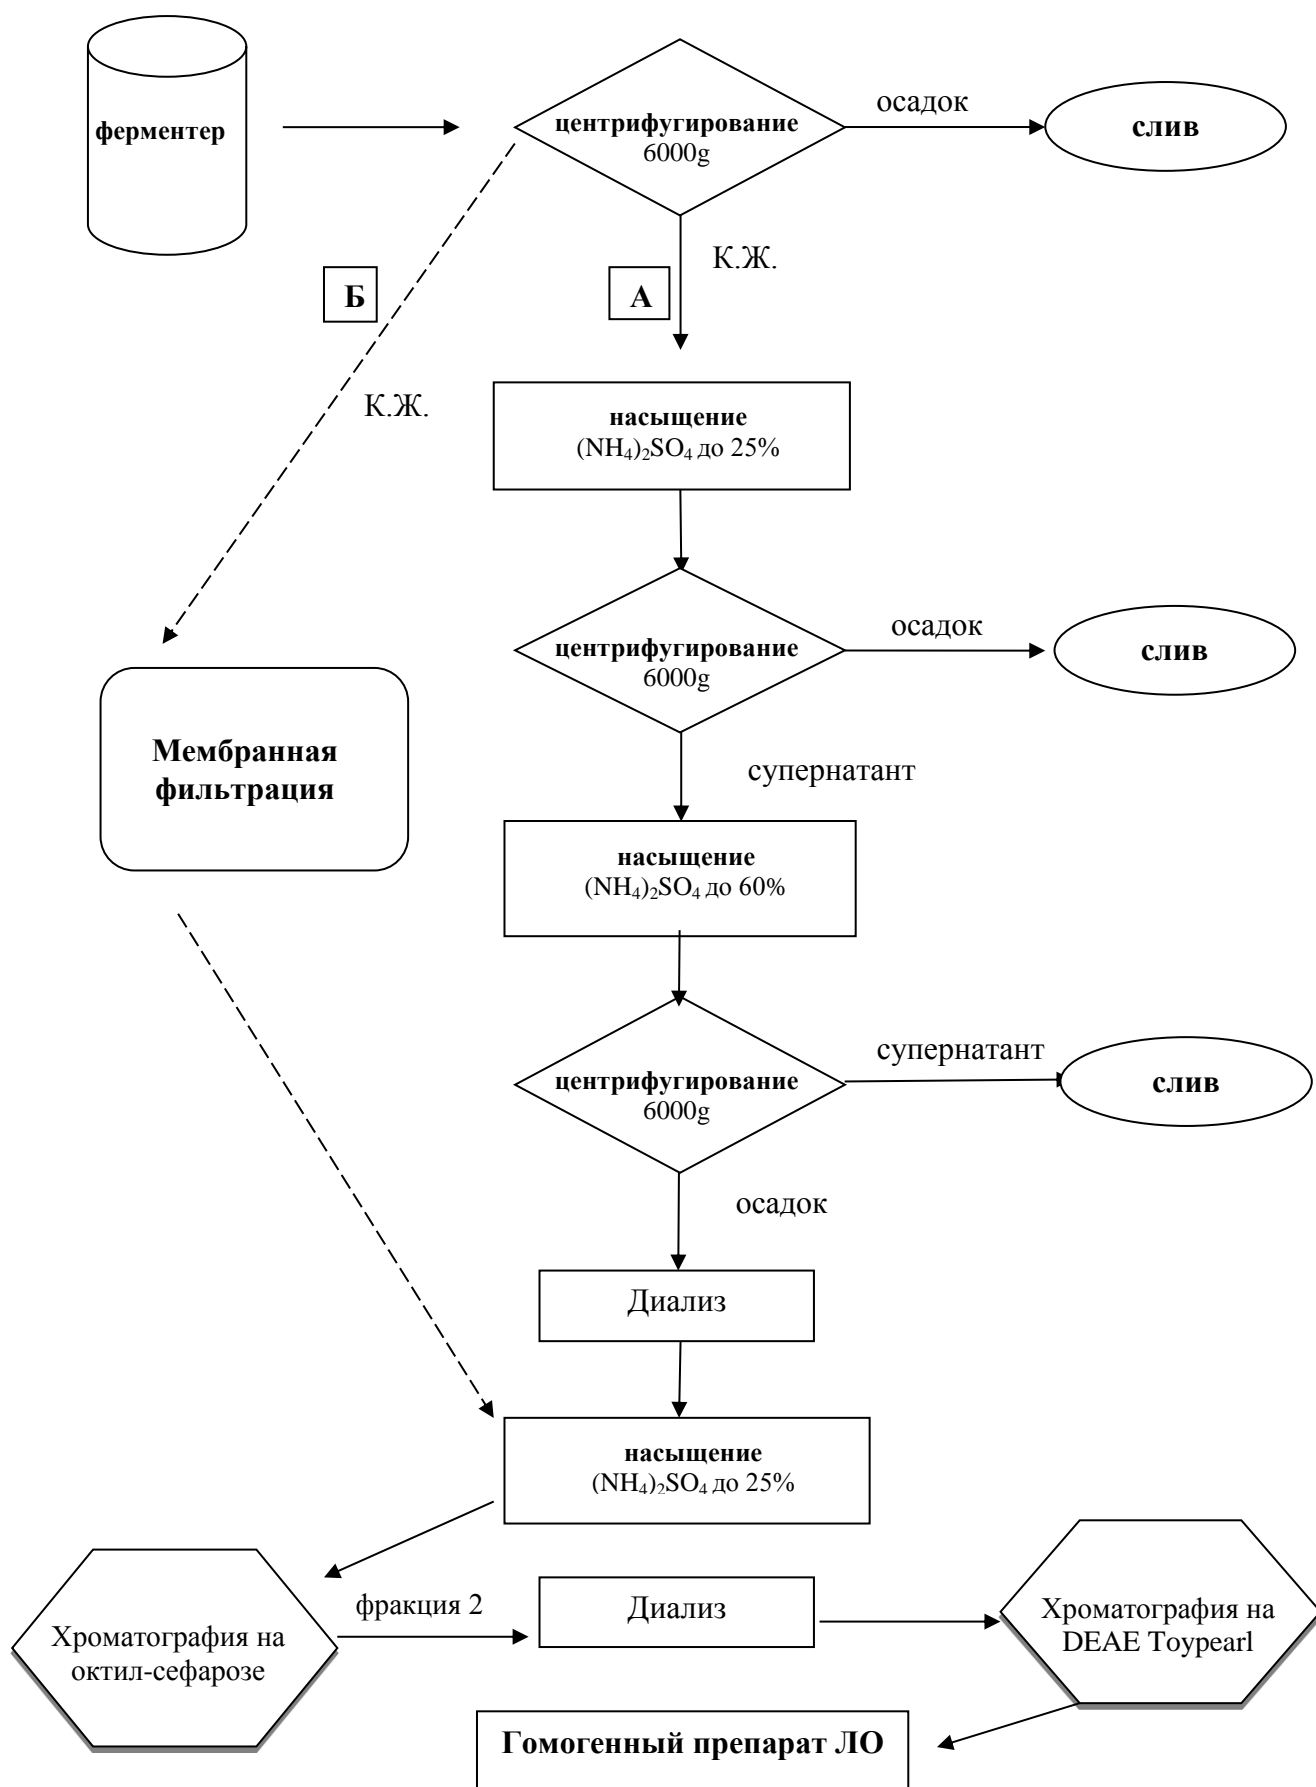 ферментер
центрифугирование
6000g
осадок
слив
К.Ж.
Б
А
К.Ж.
насыщение
(NH₄)₂SO₄ до 25%
центрифугирование
6000g
осадок
слив
Мембранная
фильтрация
супернатант
насыщение
(NH₄)₂SO₄ до 60%
центрифугирование
6000g
супернатант
слив
осадок
Диализ
насыщение
(NH₄)₂SO₄ до 25%
Хроматография на
октил-сефарозе
фракция 2
Диализ
Хроматография на
DEAE Toypearl
Гомогенный препарат ЛО